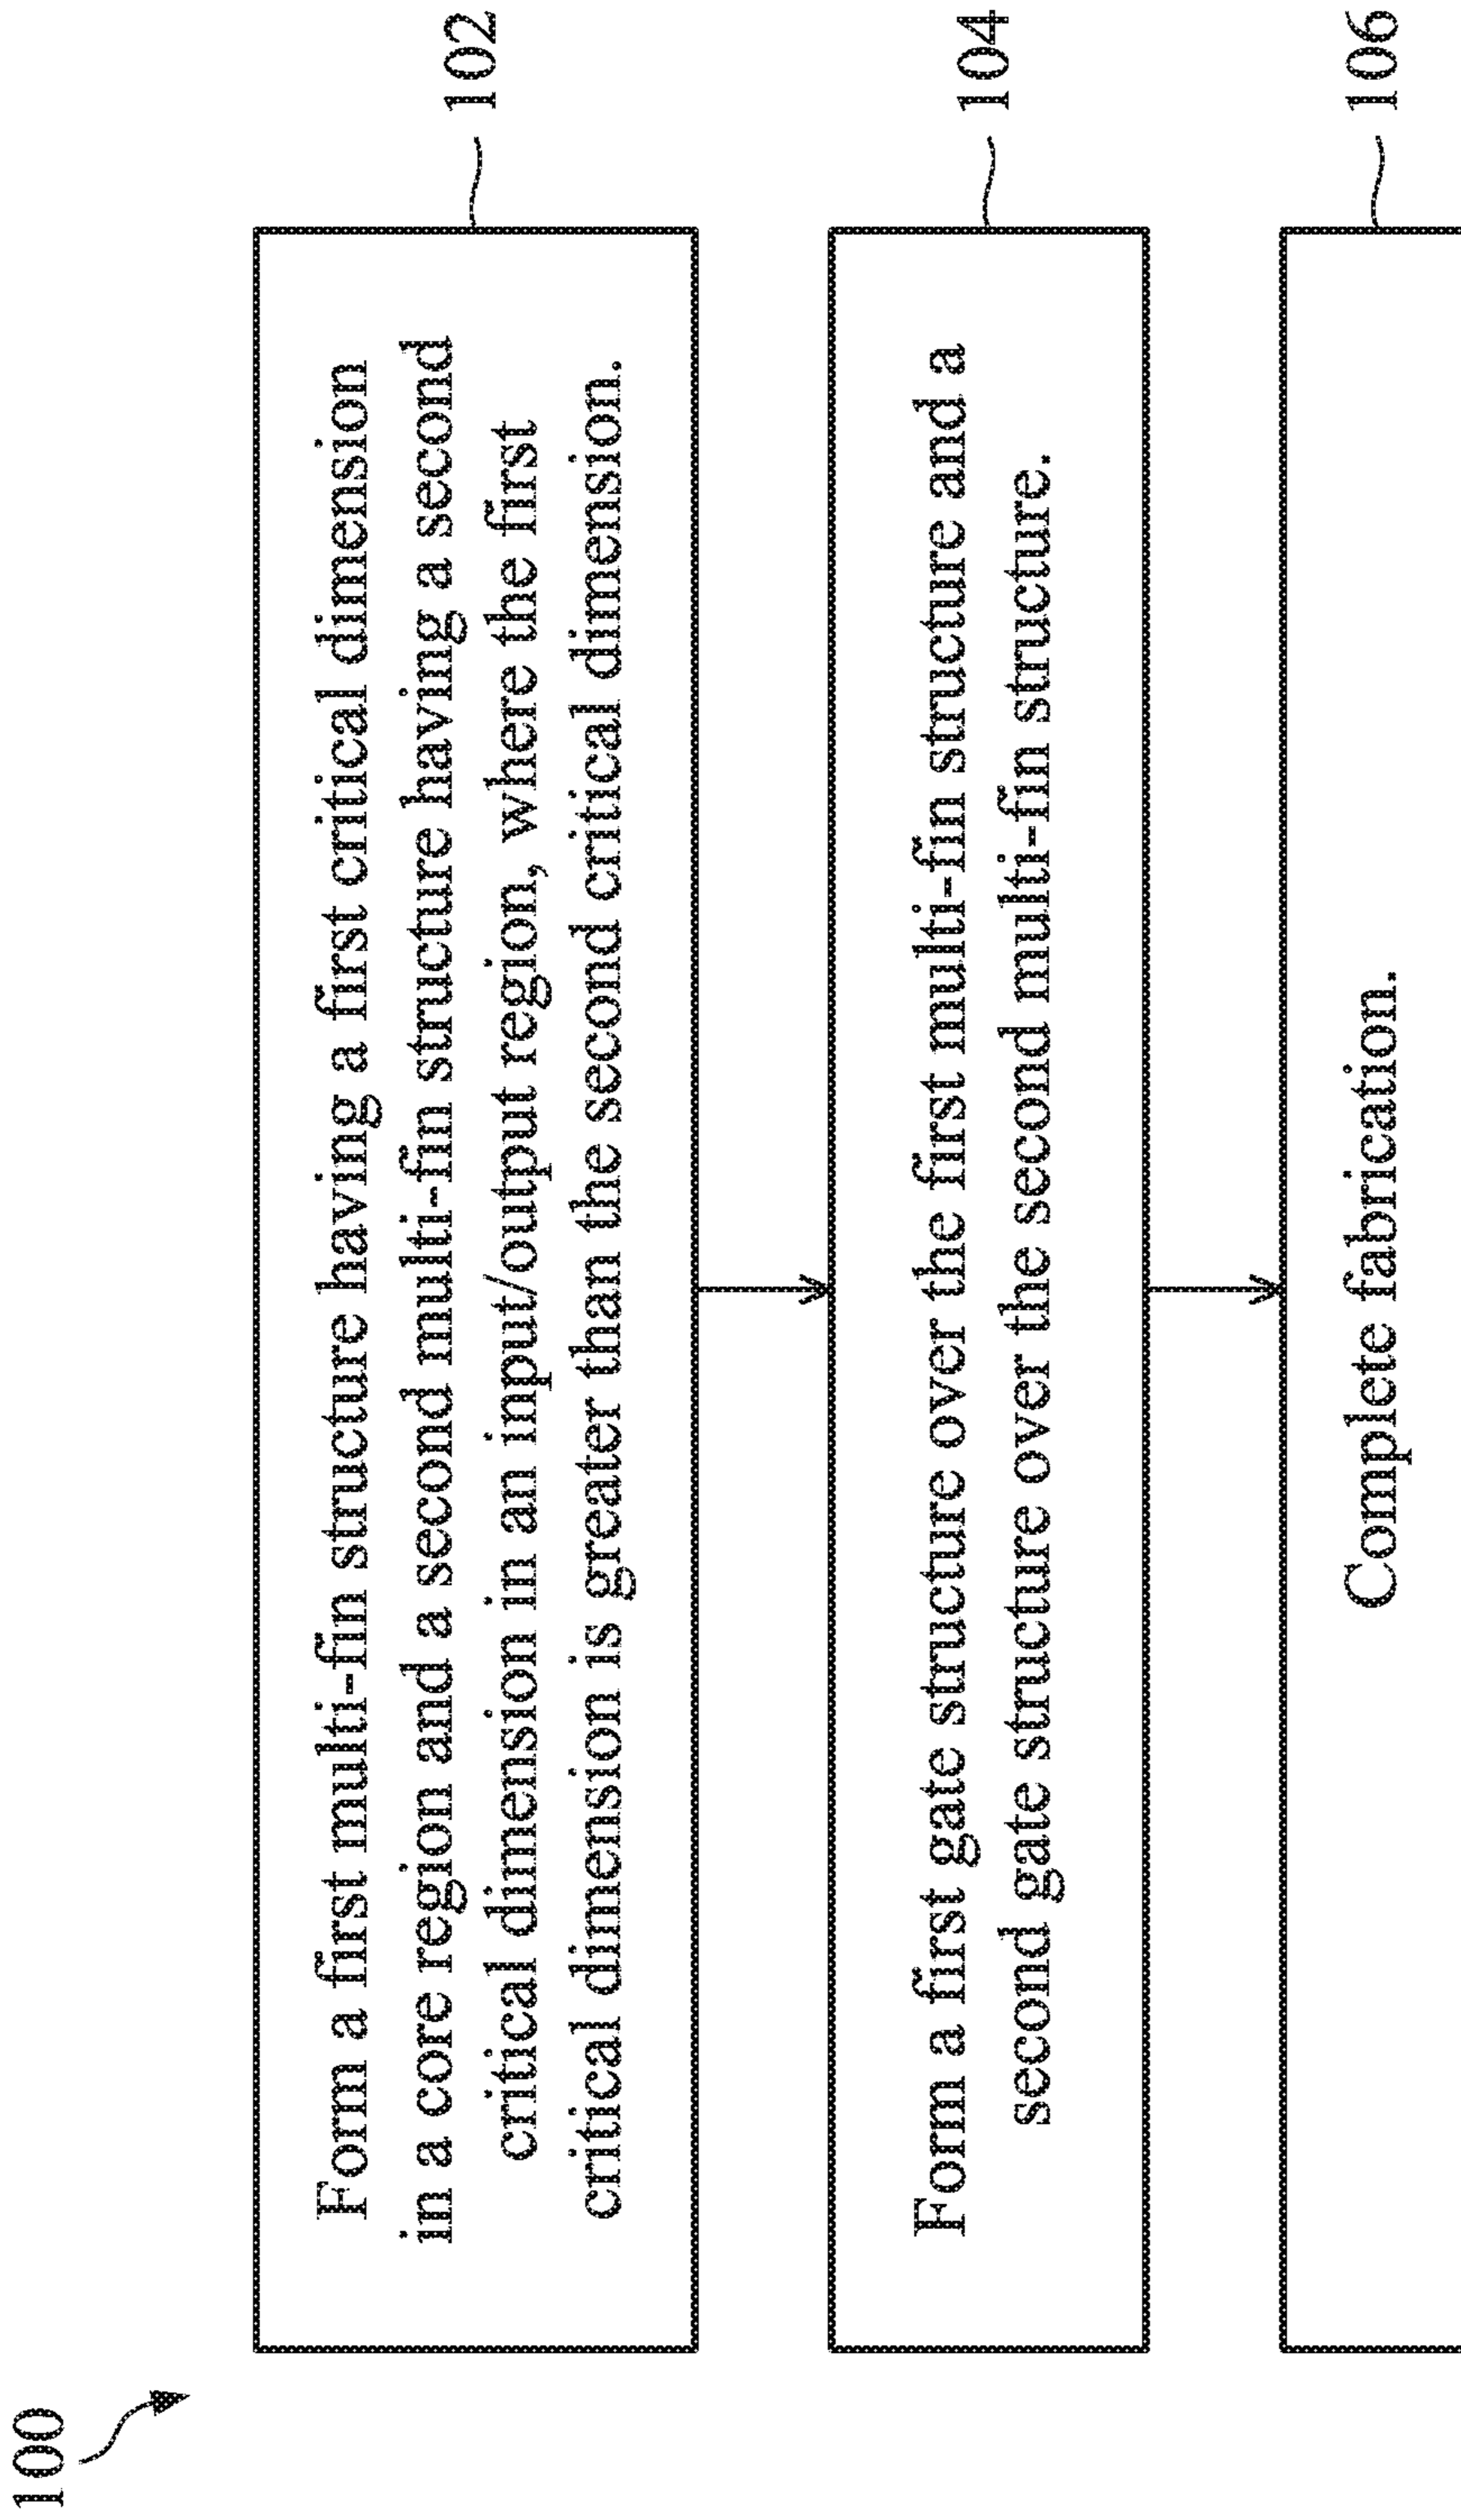 100
Form a first multi-fin structure having a first critical dimension
in a core region and a second multi-fin structure having a second
critical dimension in an input/output region, where the first
critical dimension is greater than the second critical dimension.
102
Form a first gate structure over the first multi-fin structure and a
second gate structure over the second multi-fin structure.
104
Complete fabrication.
106